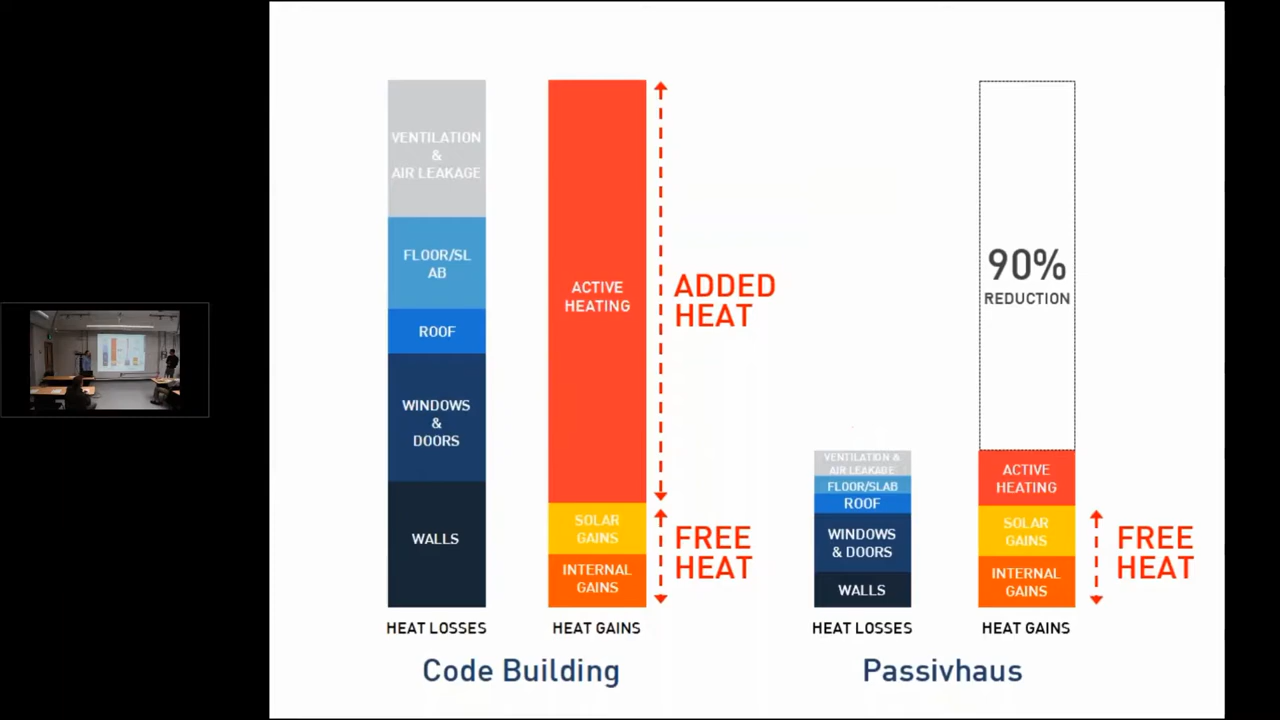 VENTILATION
&
AIR LEAKAGE
FLOOR/SL
AB
ROOF
WINDOWS
&
DOORS
WALLS
HEAT LOSSES
ACTIVE
HEATING
SOLAR
GAINS
INTERNAL
GAINS
HEAT GAINS
ADDED
HEAT
FREE
HEAT
Code Building
VENTILATION &
AIR LEAKAGE
FLOOR/SLAB
ROOF
WINDOWS
& DOORS
WALLS
HEAT LOSSES
90%
REDUCTION
ACTIVE
HEATING
SOLAR
GAINS
INTERNAL
GAINS
HEAT GAINS
FREE
HEAT
Passivhaus